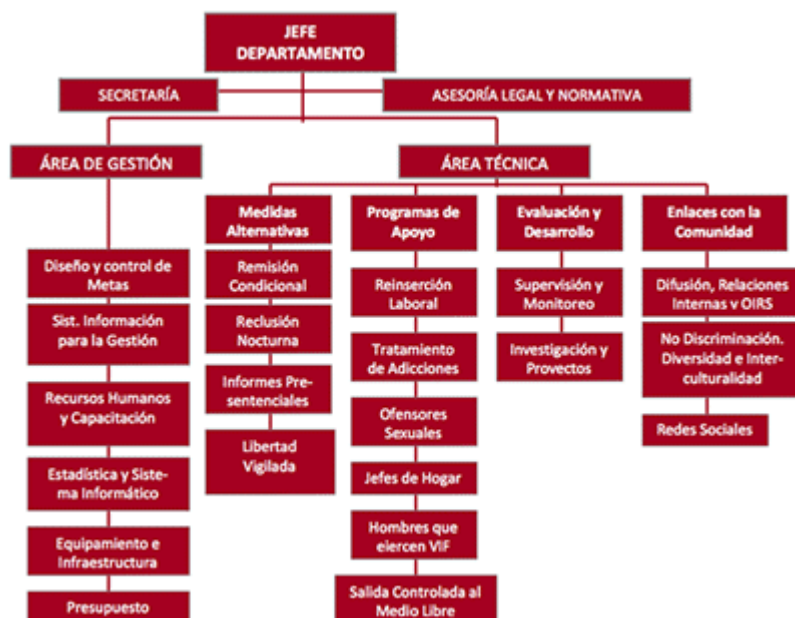 JEFE
DEPARTAMENTO
SECRETARÍA
ASESORÍA LEGAL Y NORMATIVA
ÁREA DE GESTIÓN
ÁREA TÉCNICA
Diseño y control de
Metas
Sist. Información
para la Gestión
Recursos Humanos
y Capacitación
Estadística y Siste-
ma Informático
Equipamiento e
Infraestructura
Presupuesto
Medidas
Alternativas
Remisión
Condicional
Reclusión
Nocturna
Informes Pre-
sentenciales
Libertad
Vigilada
Programas de
Apoyo
Reinserción
Laboral
Tratamiento
de Adicciones
Ofensores
Sexuales
Jefes de Hogar
Hombres que
ejercen VIF
Salida Controlada al
Medio Libre
Evaluación y
Desarrollo
Supervisión y
Monitoreo
Investigación y
Proyectos
Enlaces con la
Comunidad
Difusión, Relaciones
Internas y OIRS
No Discriminación.
Diversidad e Inter-
culturalidad
Redes Sociales